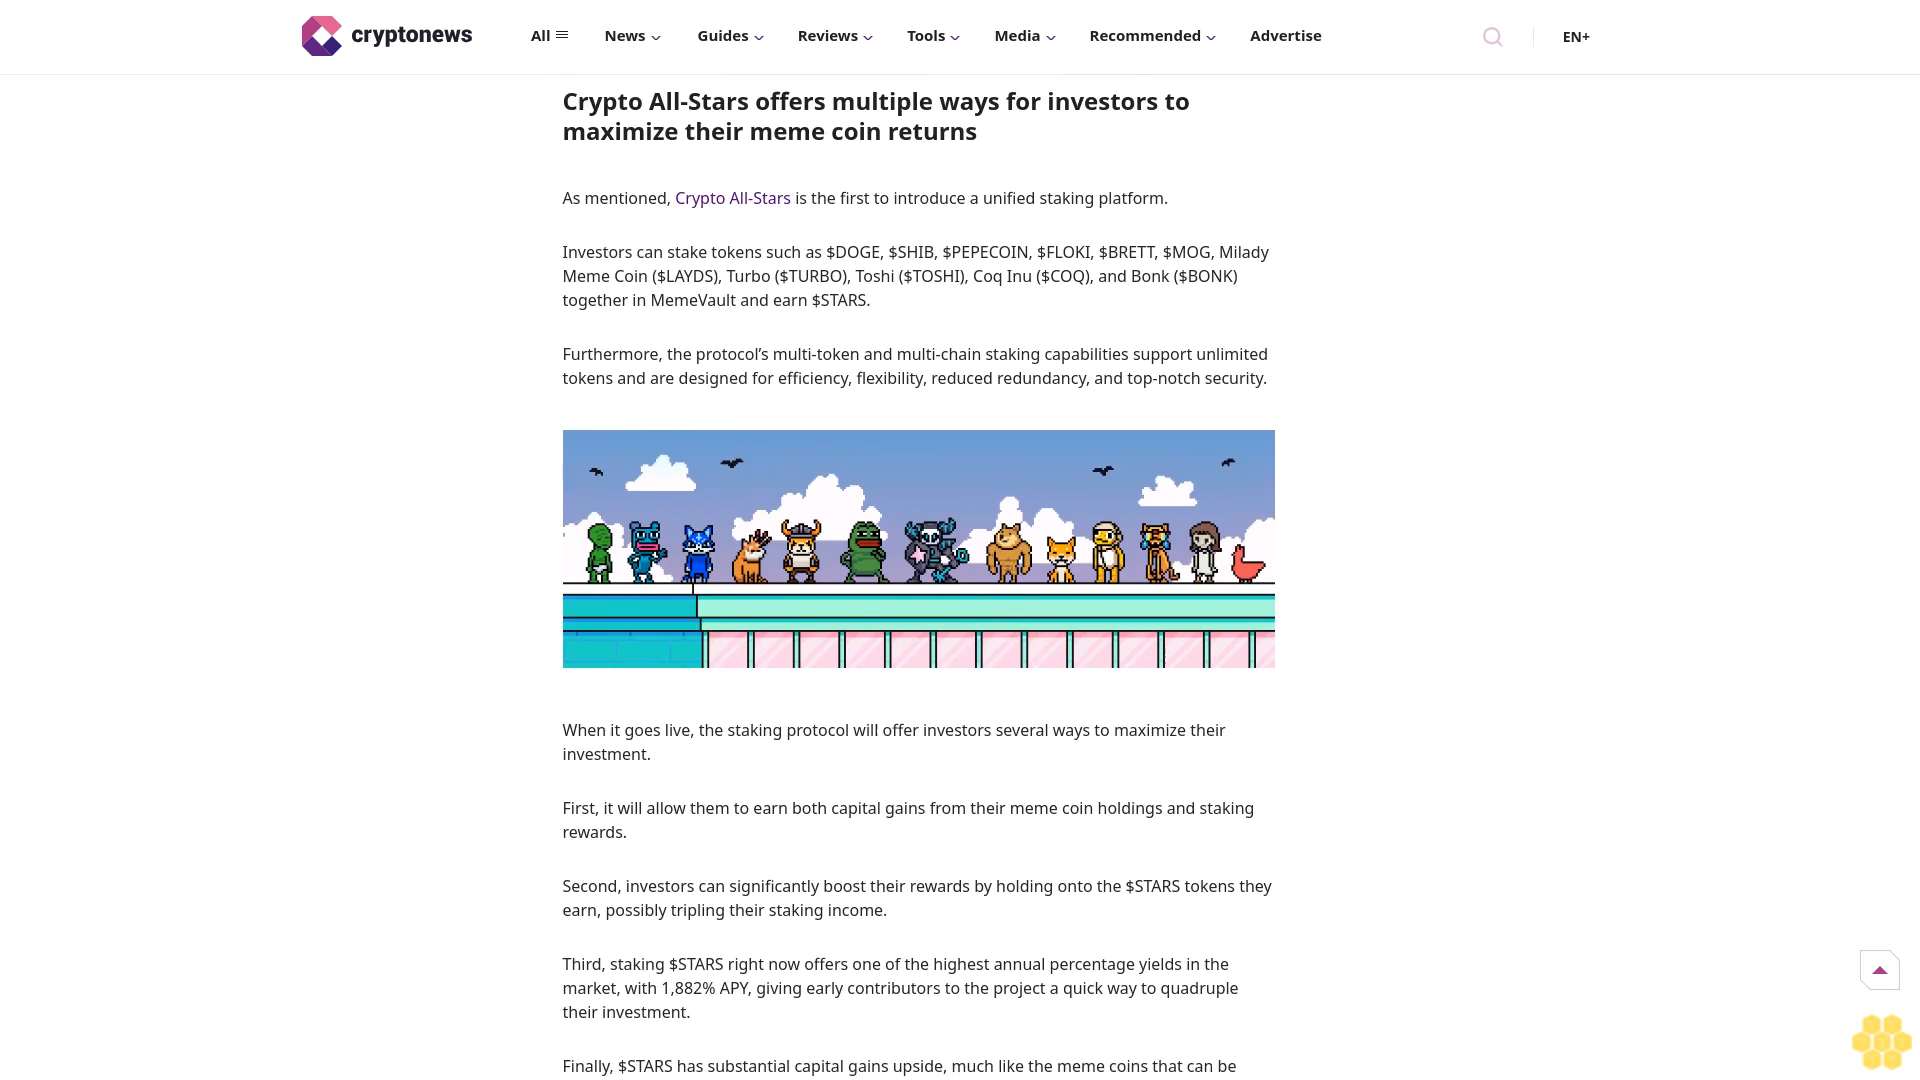 cryptonews
All
News
Guides
Reviews
Tools
Media
Recommended
Advertise
EN+
Crypto All-Stars offers multiple ways for investors to
maximize their meme coin returns
As mentioned, Crypto All-Stars is the first to introduce a unified staking platform.
Investors can stake tokens such as $DOGE, $SHIB, $PEPECOIN, $FLOKI, $BRETT, $MOG, Milady
Meme Coin ($LAYDS), Turbo ($TURBO), Toshi ($TOSHI), Coq Inu ($COQ), and Bonk ($BONK)
together in MemeVault and earn $STARS.
Furthermore, the protocol’s multi-token and multi-chain staking capabilities support unlimited
tokens and are designed for efficiency, flexibility, reduced redundancy, and top-notch security.
When it goes live, the staking protocol will offer investors several ways to maximize their
investment.
First, it will allow them to earn both capital gains from their meme coin holdings and staking
rewards.
Second, investors can significantly boost their rewards by holding onto the $STARS tokens they
earn, possibly tripling their staking income.
Third, staking $STARS right now offers one of the highest annual percentage yields in the
market, with 1,882% APY, giving early contributors to the project a quick way to quadruple
their investment.
Finally, $STARS has substantial capital gains upside, much like the meme coins that can be